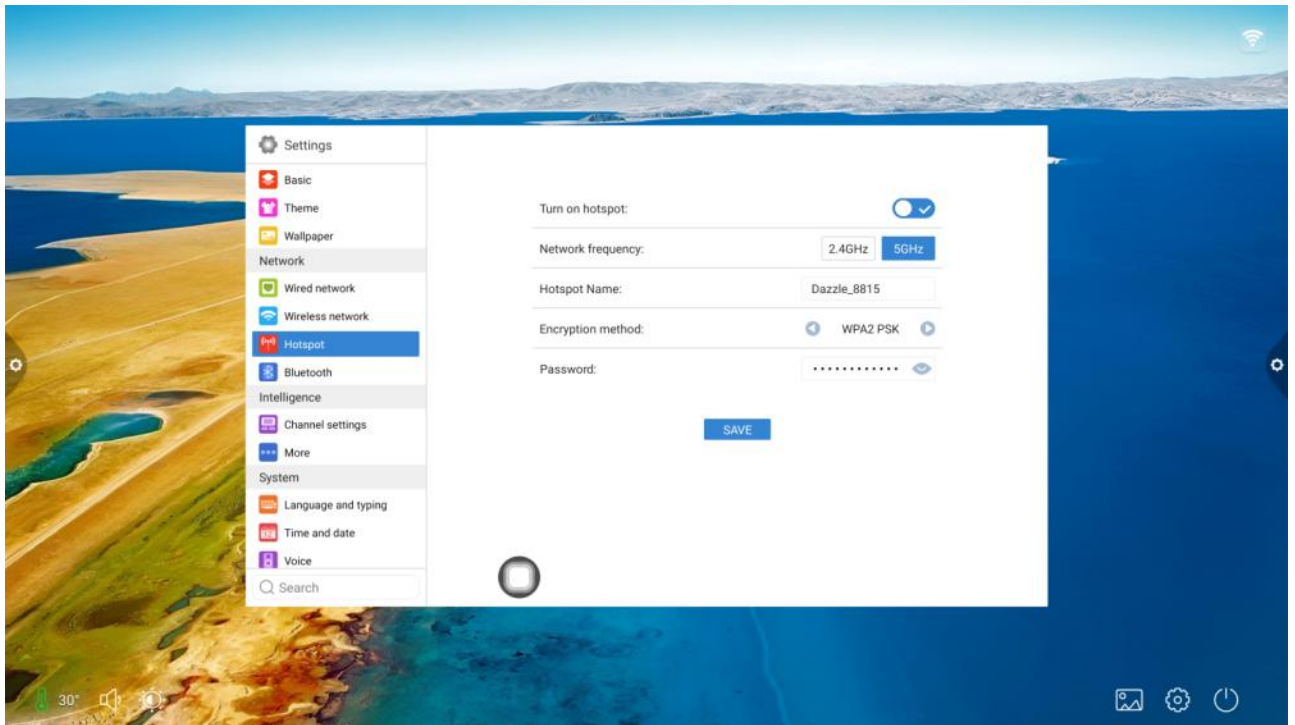 Settings
Basic
Theme
Wallpaper
Network
Wired network
Wireless network
Hotspot
Bluetooth
Intelligence
Channel settings
More
System
Language and typing
Time and date
Voice
Search
Turn on hotspot:
Network frequency: 2.4GHz 5GHz
Hotspot Name: Dazzle_8815
Encryption method: WPA2 PSK
Password: ············
SAVE
30°